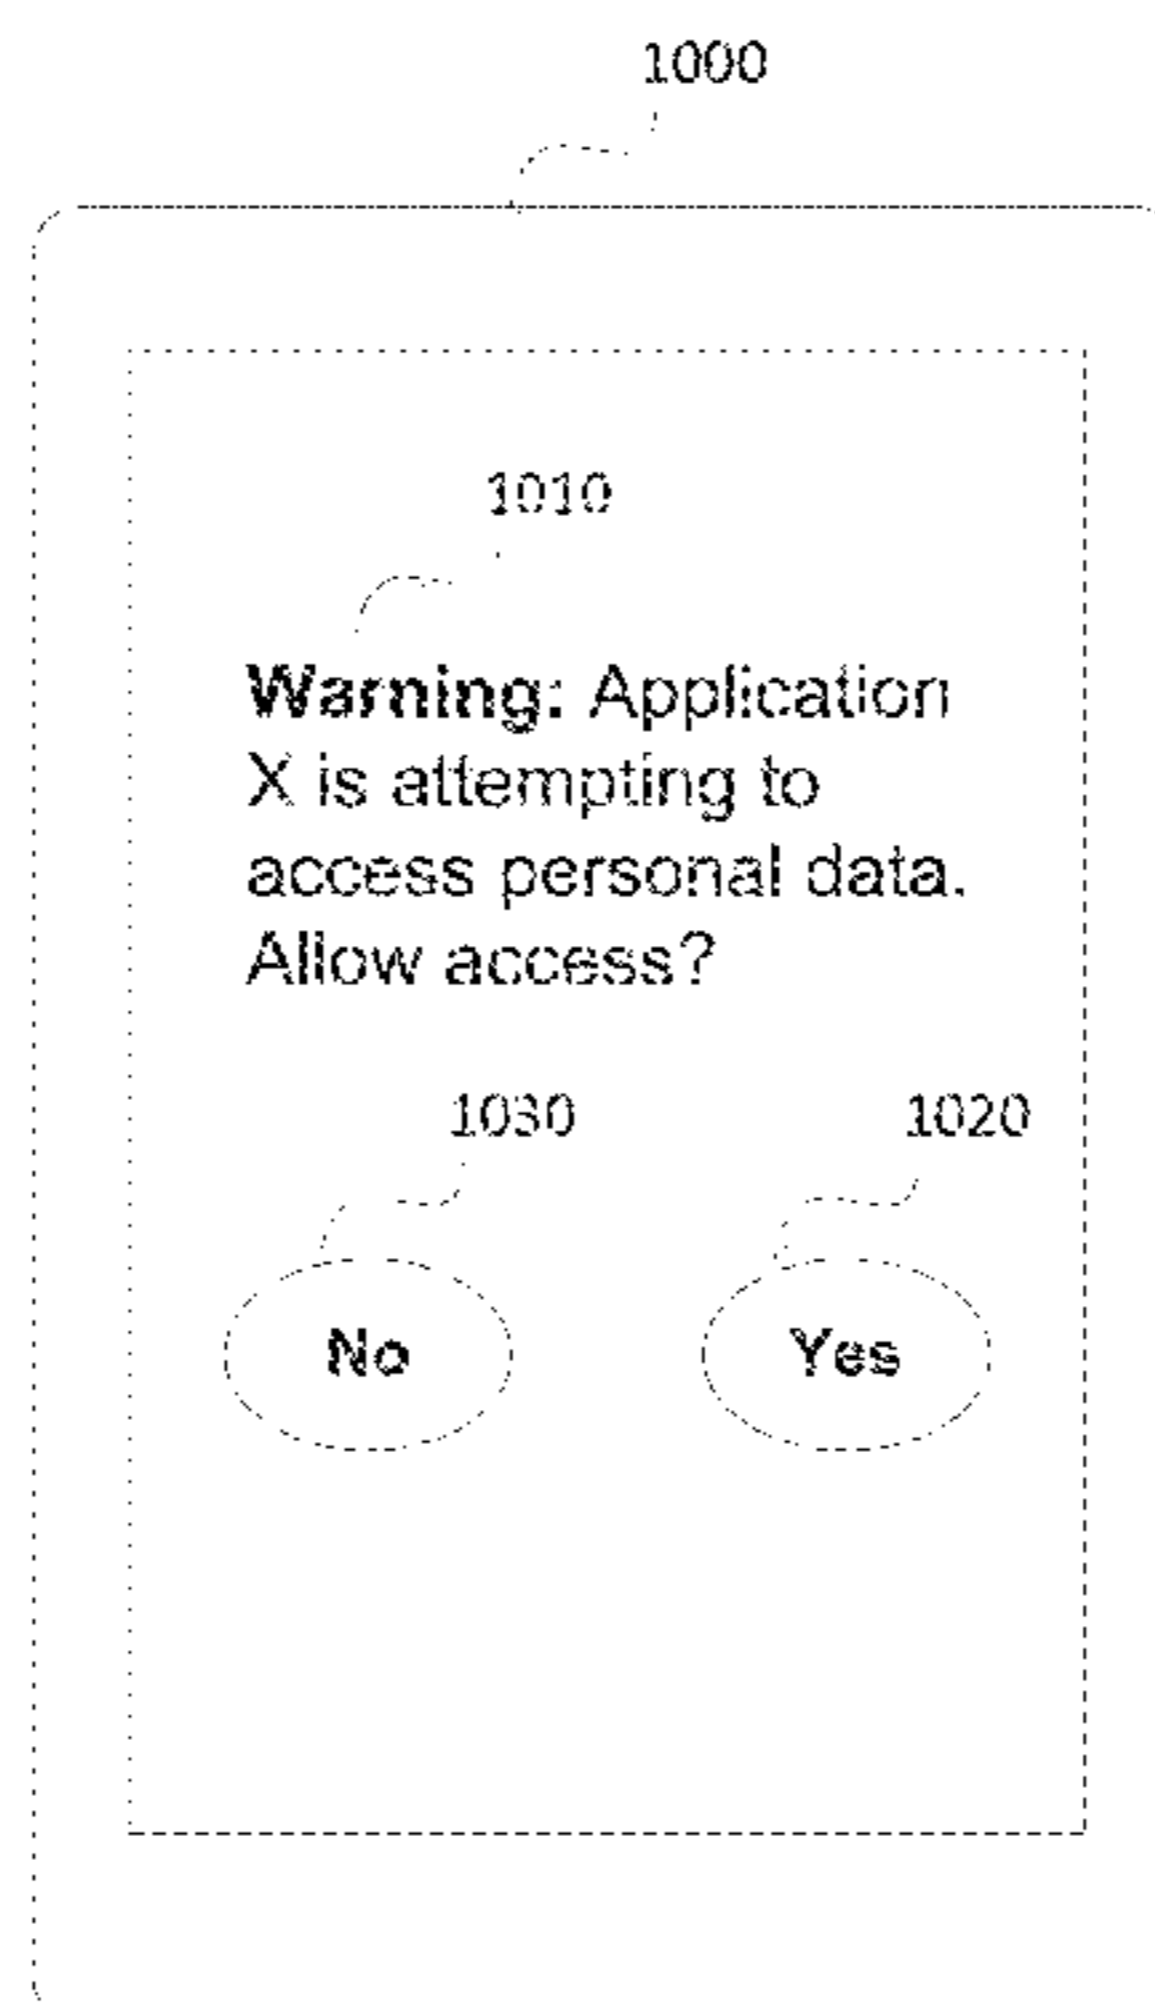 1000
1010
Warning: Application
X is attempting to
access personal data.
Allow access?
1030 1020
No Yes